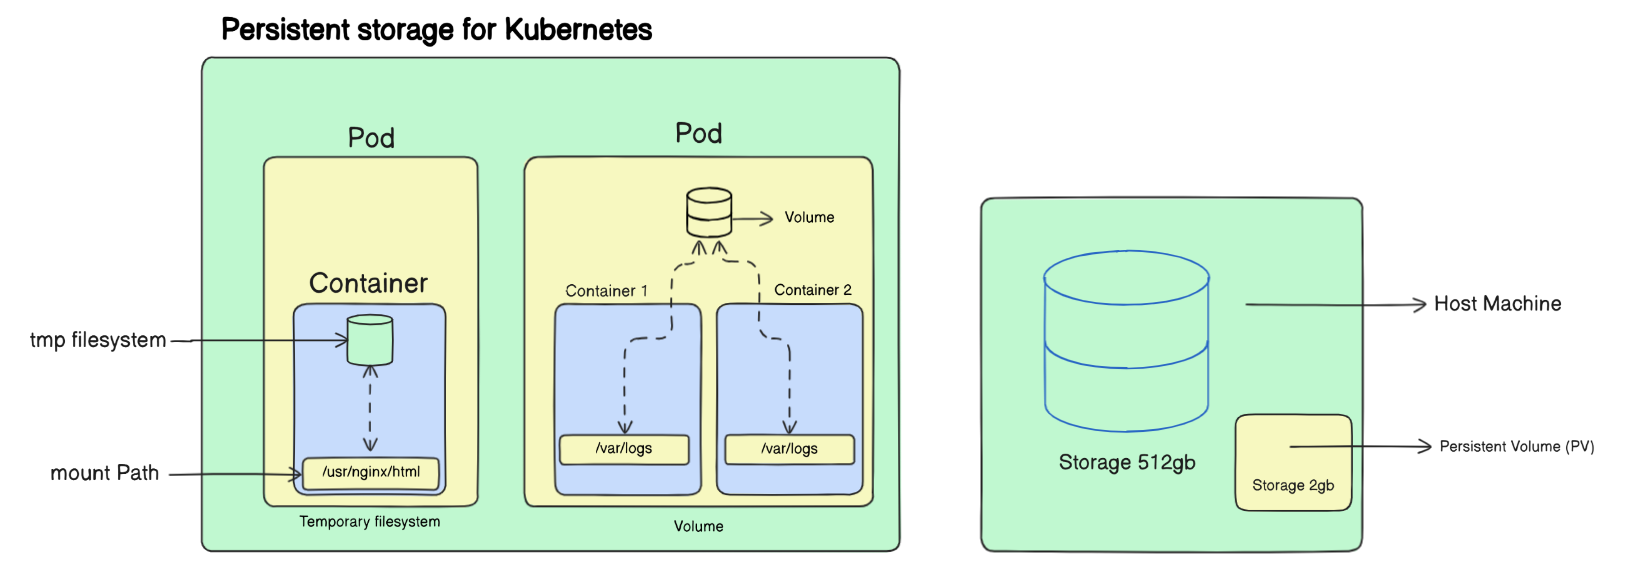 Persistent storage for Kubernetes
Pod
Pod
Volume
Container
Container 1
Container 2
tmp filesystem
mount Path
/usr/nginx/html
/var/logs
/var/logs
Temporary filesystem
Volume
Host Machine
Storage 512gb
Persistent Volume (PV)
Storage 2gb